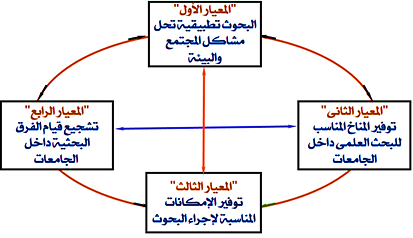 "المعيار الأول"
البحوث تطبيقية تحل
مشاكل المجتمع
والبيئة
"المعيار الثانى"
توفير المناخ المناسب
للبحث العلمى داخل
الجامعات
"المعيار الثالث"
توفير الإمكانات
المناسبة لإجراء البحوث
"المعيار الرابع"
تشجيع قيام الفرق
البحثية داخل
الجامعات